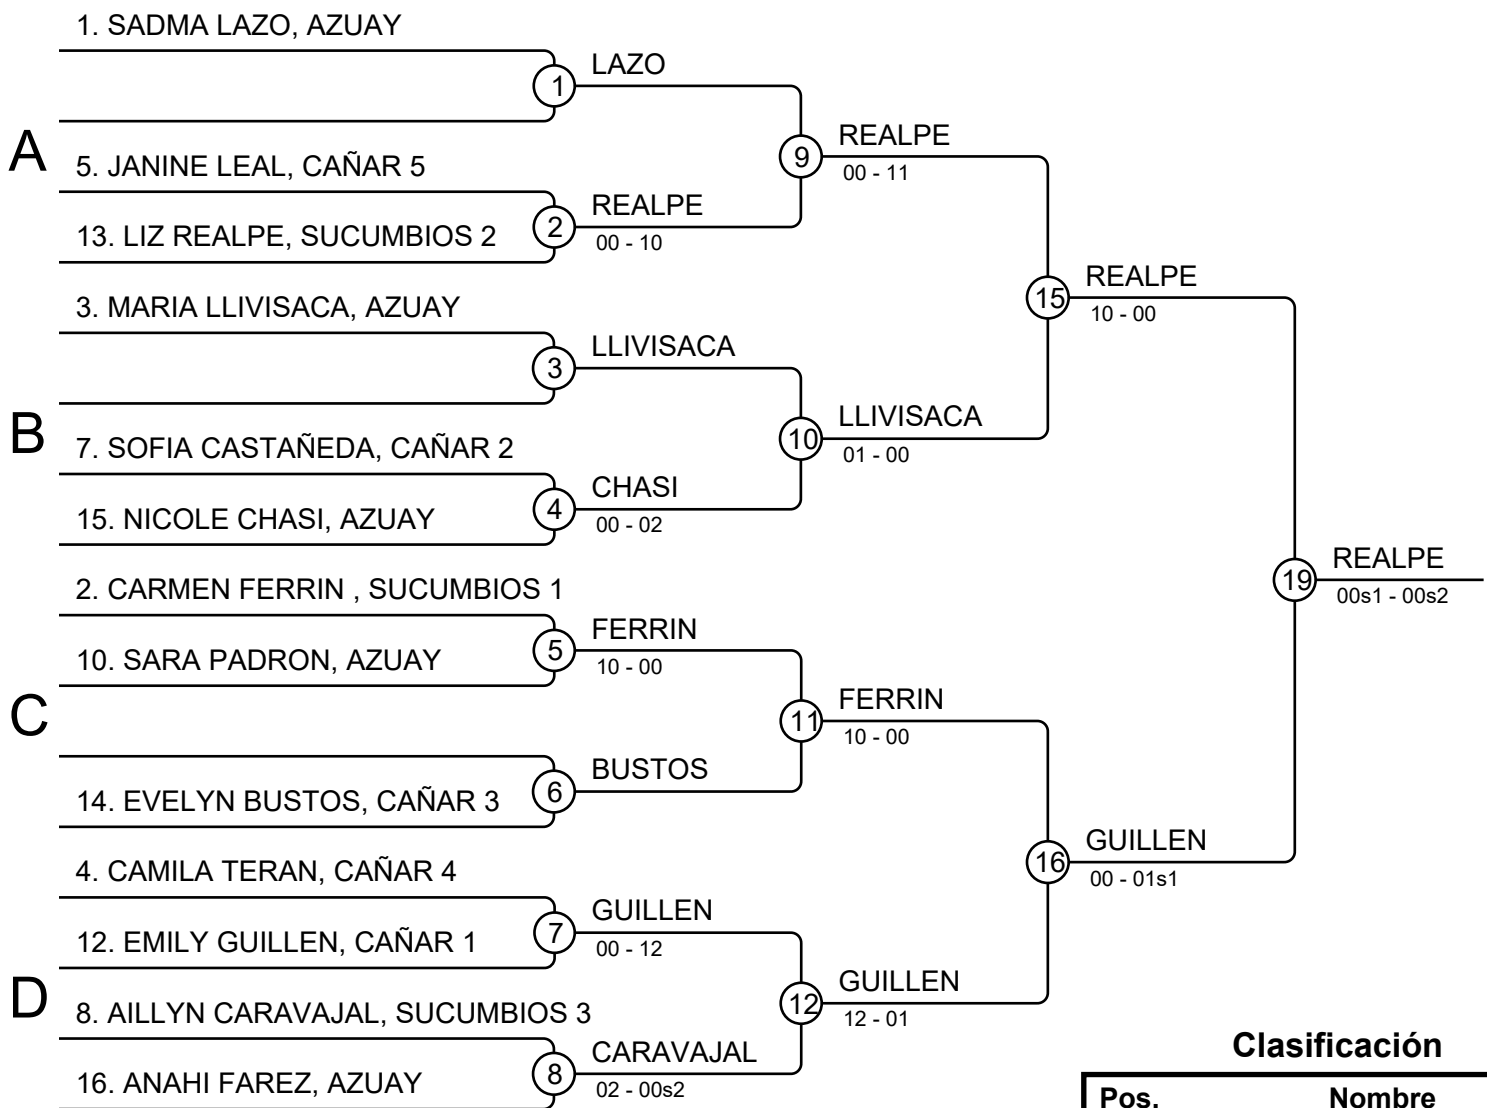 1. SADMA LAZO, AZUAY
1
LAZO
A
9
REALPE
00 - 11
5. JANINE LEAL, CAÑAR 5
2
REALPE
00 - 10
13. LIZ REALPE, SUCUMBIOS 2
15
REALPE
10 - 00
3. MARIA LLIVISACA, AZUAY
3
LLIVISACA
B
10
LLIVISACA
01 - 00
7. SOFIA CASTAÑEDA, CAÑAR 2
4
CHASI
00 - 02
15. NICOLE CHASI, AZUAY
19
REALPE
00s1 - 00s2
2. CARMEN FERRIN , SUCUMBIOS 1
5
FERRIN
10 - 00
10. SARA PADRON, AZUAY
C
11
FERRIN
10 - 00
6
BUSTOS
14. EVELYN BUSTOS, CAÑAR 3
16
GUILLEN
00 - 01s1
4. CAMILA TERAN, CAÑAR 4
7
GUILLEN
00 - 12
12. EMILY GUILLEN, CAÑAR 1
D
12
GUILLEN
12 - 01
8. AILLYN CARAVAJAL, SUCUMBIOS 3
8
CARAVAJAL
02 - 00s2
16. ANAHI FAREZ, AZUAY
Clasificación
Pos. Nombre